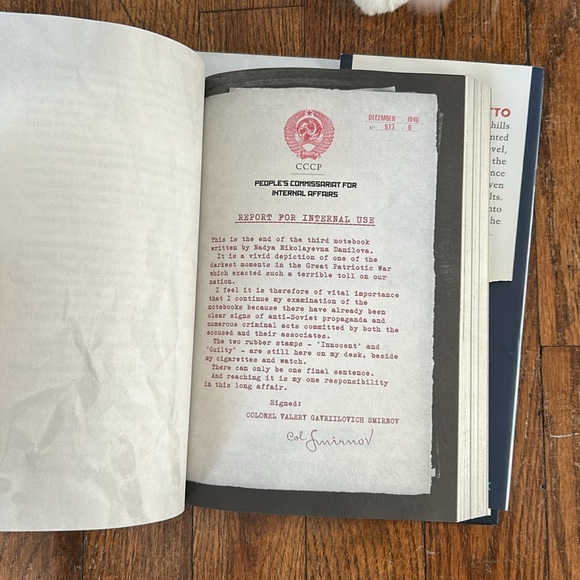 DECEMBER / 1946
N° 973 / B
CCCP
PEOPLE'S COMMISSARIAT FOR
INTERNAL AFFAIRS
REPORT FOR INTERNAL USE
This is the end of the third notebook
written by Nadya Nikolayevna Danilova.
It is a vivid depiction of one of the
darkest moments in the Great Patriotic War
which exacted such a terrible toll on our
nation.
I feel it is therefore of vital importance
that I continue my examination of the
notebooks because there have already been
clear signs of anti-Soviet propaganda and
numerous criminal acts committed by both the
accused and their associates.
The two rubber stamps - 'Innocent' and
'Guilty' - are still here on my desk, beside
my cigarettes and watch.
There can only be one final sentence.
And reaching it is my one responsibility
in this long affair.
Signed:
COLONEL VALERY GAVRIILOVICH SMIRNOV
Col Smirnov
TTO
hills
nted
vel,
the
nce
ven
lts.
nto
he